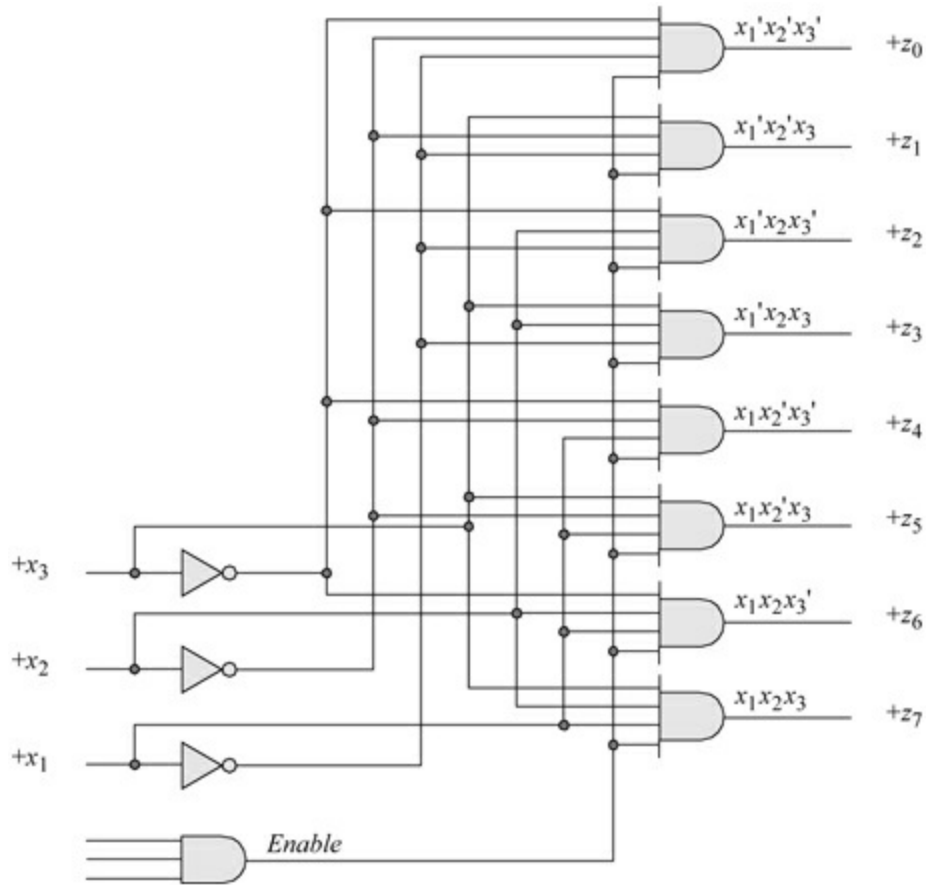 x₁'x₂'x₃' +z₀
x₁'x₂'x₃ +z₁
x₁'x₂x₃' +z₂
x₁'x₂x₃ +z₃
x₁x₂'x₃' +z₄
x₁x₂'x₃ +z₅
+x₃
x₁x₂x₃' +z₆
+x₂
x₁x₂x₃ +z₇
+x₁
Enable